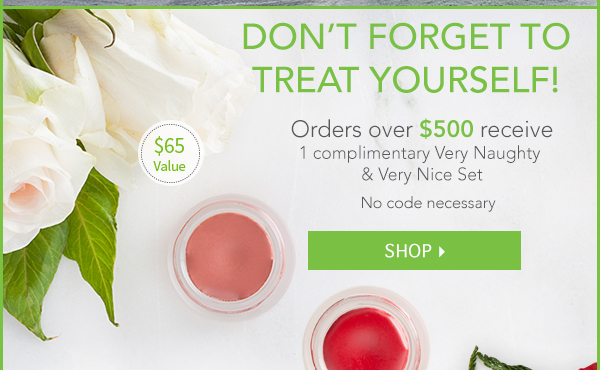 DON'T FORGET TO
TREAT YOURSELF!
Orders over $500 receive
1 complimentary Very Naughty
& Very Nice Set
No code necessary
$65
Value
SHOP